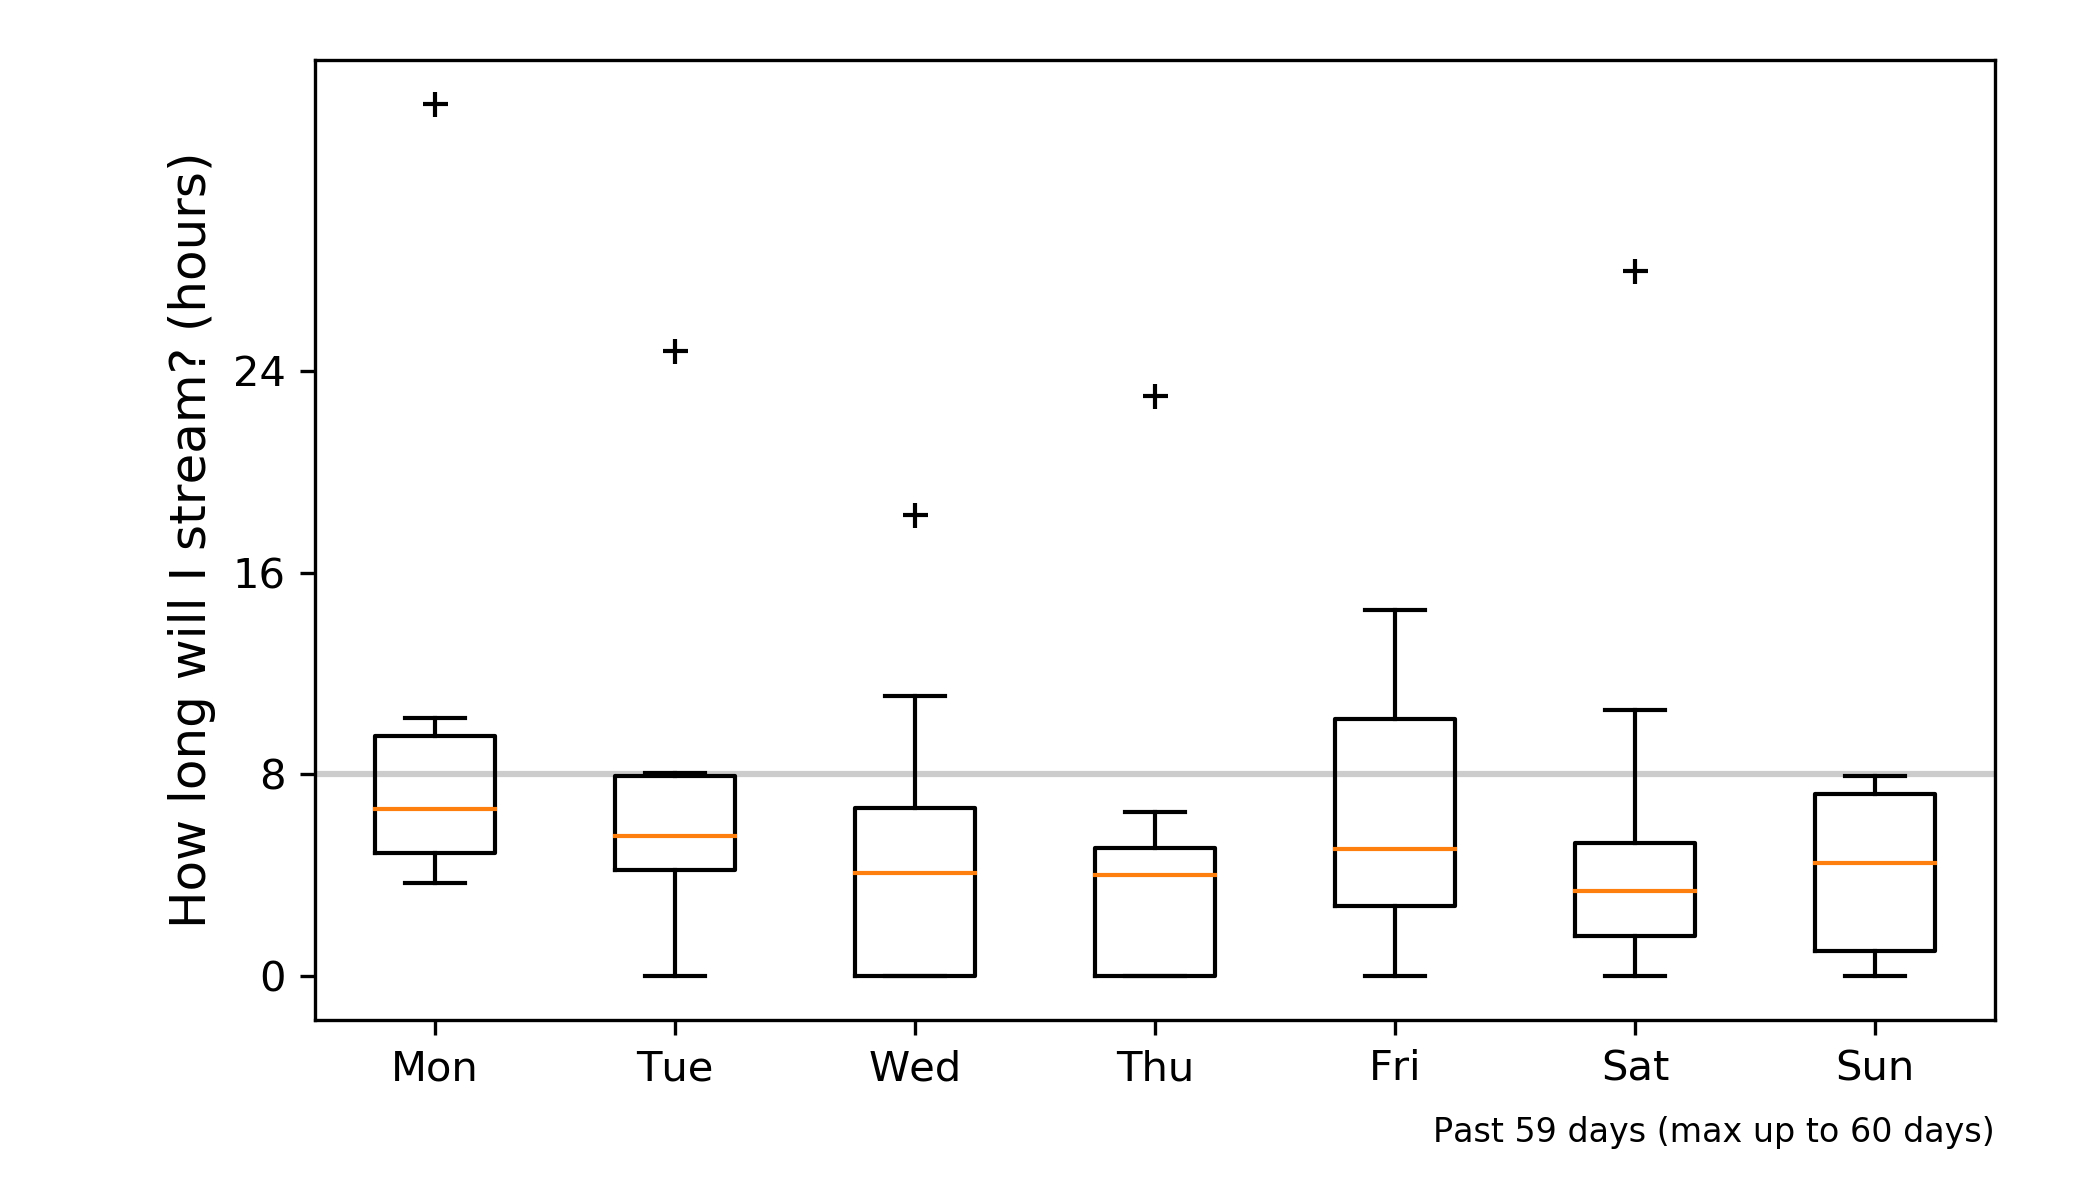 How long will I stream? (hours)
24
16
8
0
Mon Tue Wed Thu Fri Sat Sun
Past 59 days (max up to 60 days)